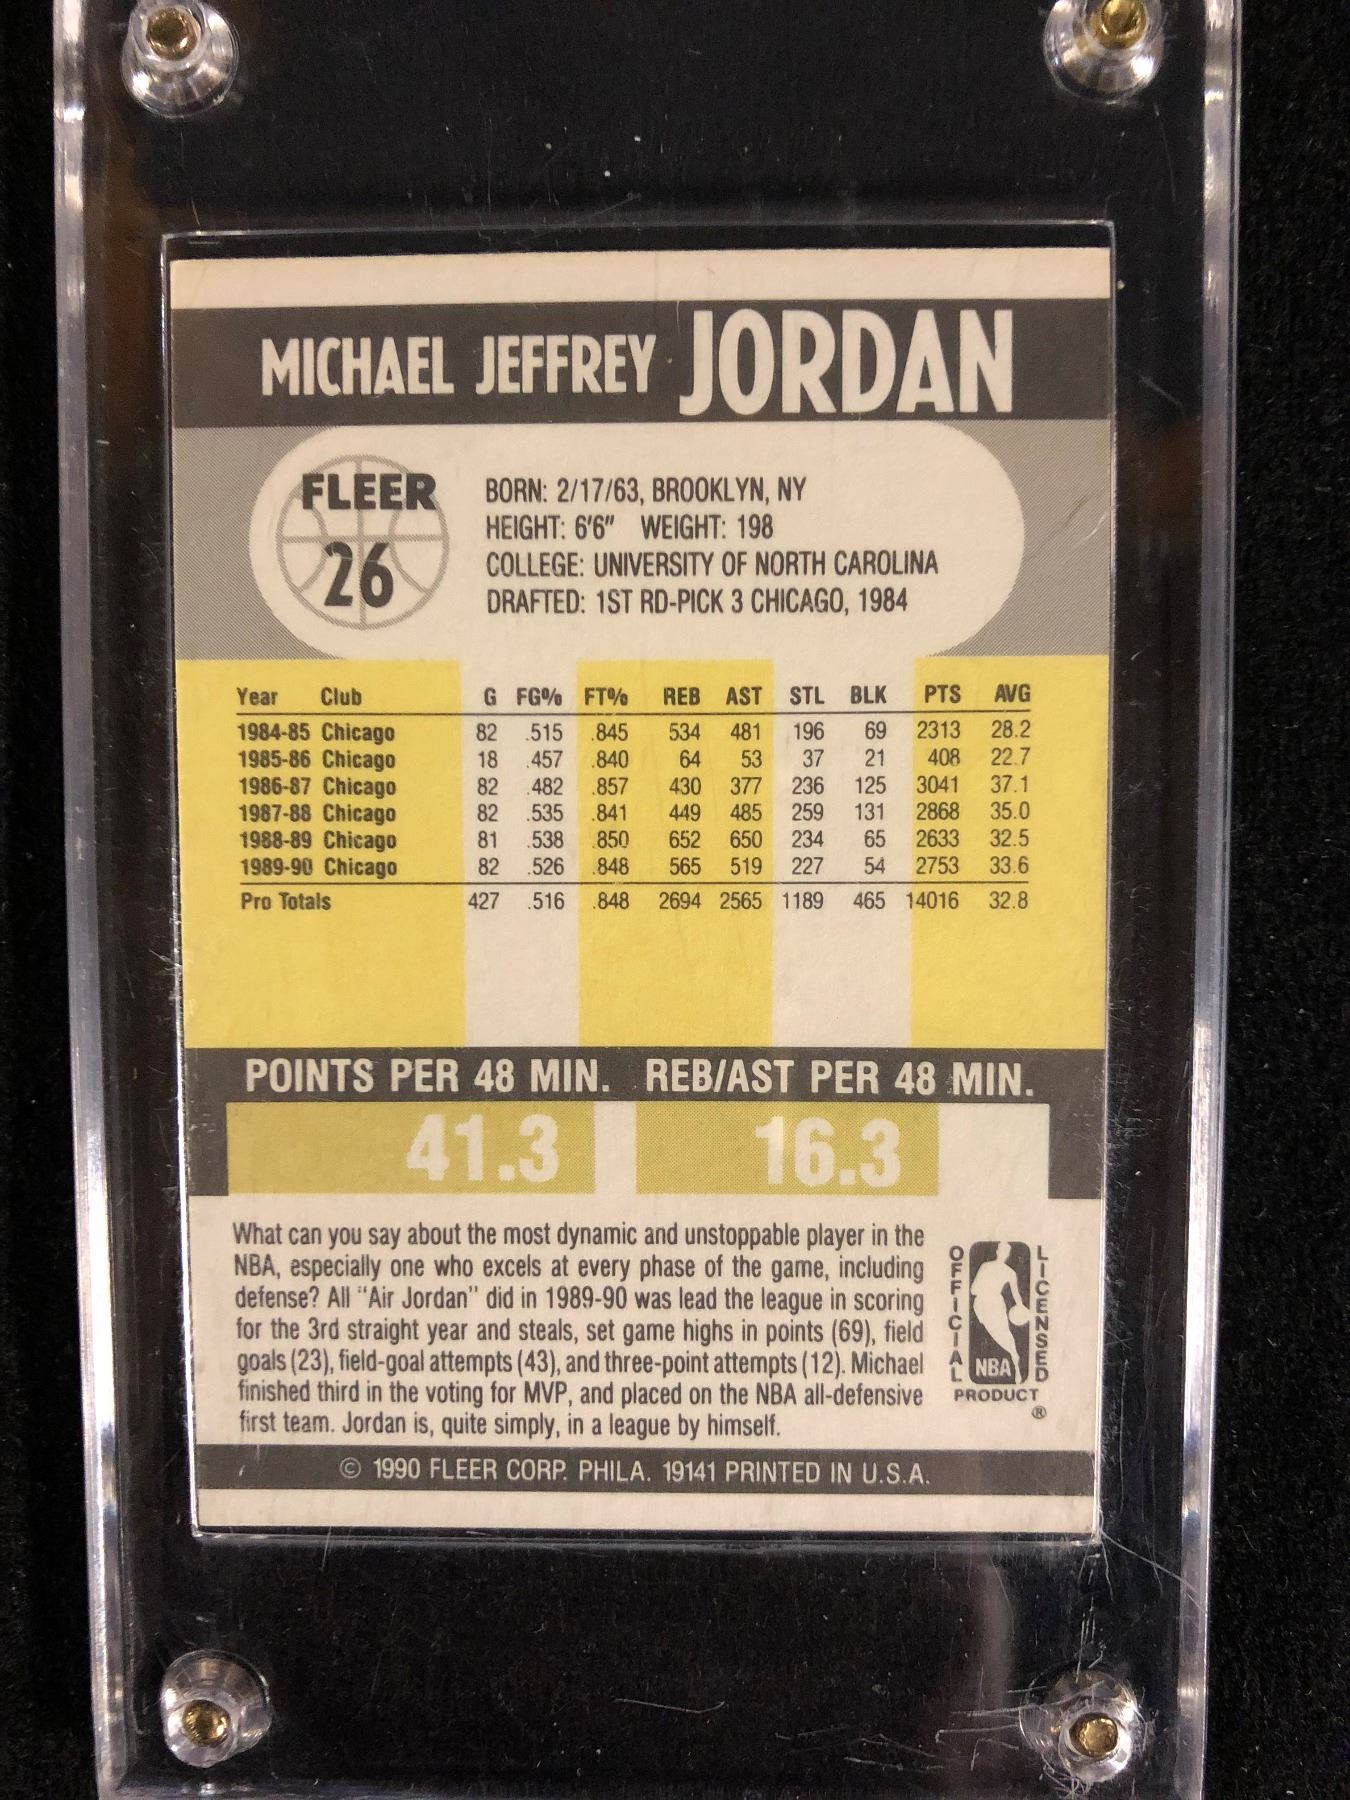 MICHAEL JEFFREY JORDAN
FLEER
26
BORN: 2/17/63, BROOKLYN, NY
HEIGHT: 6'6" WEIGHT: 198
COLLEGE: UNIVERSITY OF NORTH CAROLINA
DRAFTED: 1ST RD-PICK 3 CHICAGO, 1984
Year Club G FG% FT% REB AST STL BLK PTS AVG
1984-85 Chicago 82 .515 .845 534 481 196 69 2313 28.2
1985-86 Chicago 18 .457 .840 64 53 37 21 408 22.7
1986-87 Chicago 82 .482 .857 430 377 236 125 3041 37.1
1987-88 Chicago 82 .535 .841 449 485 259 131 2868 35.0
1988-89 Chicago 81 .538 .850 652 650 234 65 2633 32.5
1989-90 Chicago 82 .526 .848 565 519 227 54 2753 33.6
Pro Totals 427 .516 .848 2694 2565 1189 465 14016 32.8
POINTS PER 48 MIN. REB/AST PER 48 MIN.
41.3 16.3
What can you say about the most dynamic and unstoppable player in the
NBA, especially one who excels at every phase of the game, including
defense? All "Air Jordan" did in 1989-90 was lead the league in scoring
for the 3rd straight year and steals, set game highs in points (69), field
goals (23), field-goal attempts (43), and three-point attempts (12). Michael
finished third in the voting for MVP, and placed on the NBA all-defensive
first team. Jordan is, quite simply, in a league by himself.
OFFICIAL LICENSED
NBA
PRODUCT
®
© 1990 FLEER CORP. PHILA. 19141 PRINTED IN U.S.A.